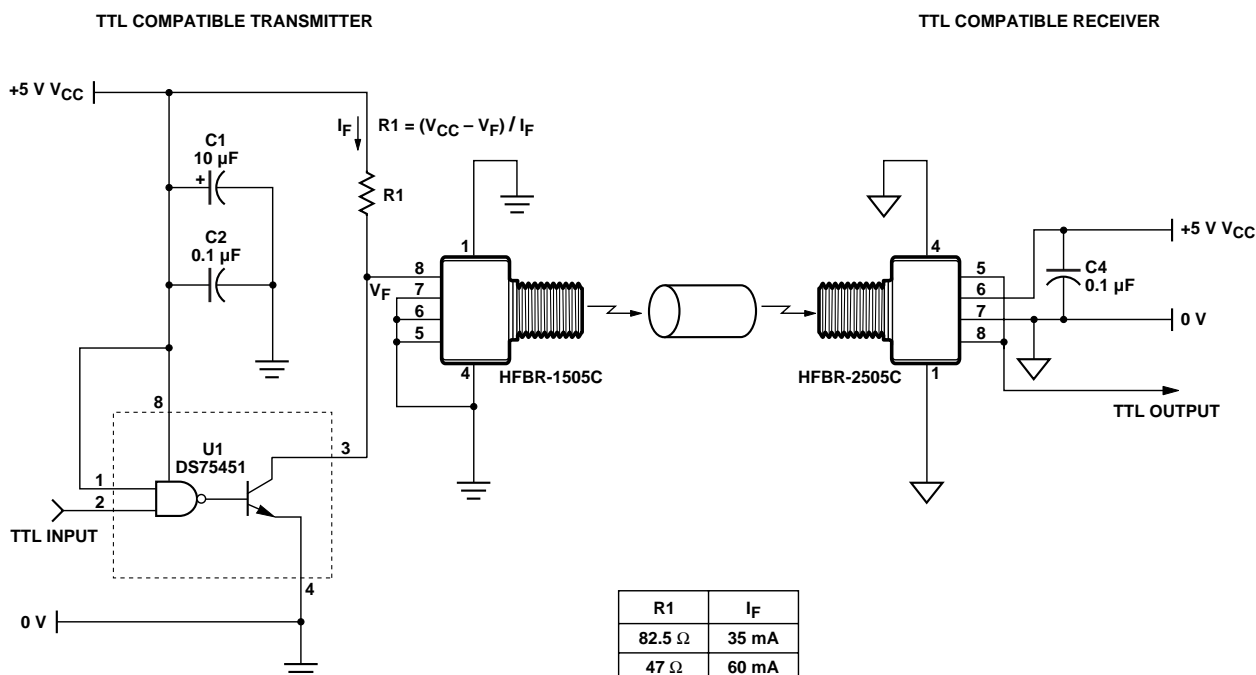 TTL COMPATIBLE TRANSMITTER
TTL COMPATIBLE RECEIVER
+5 V VCC
IF
R1 = (VCC – VF) / IF
C1
10 µF
+
R1
C2
0.1 µF
1
8
VF
7
6
5
4
HFBR-1505C
4
5
6
7
8
1
HFBR-2505C
+5 V VCC
C4
0.1 µF
0 V
TTL OUTPUT
8
U1
DS75451
3
1
2
TTL INPUT
4
0 V
R1 IF
82.5 Ω 35 mA
47 Ω 60 mA